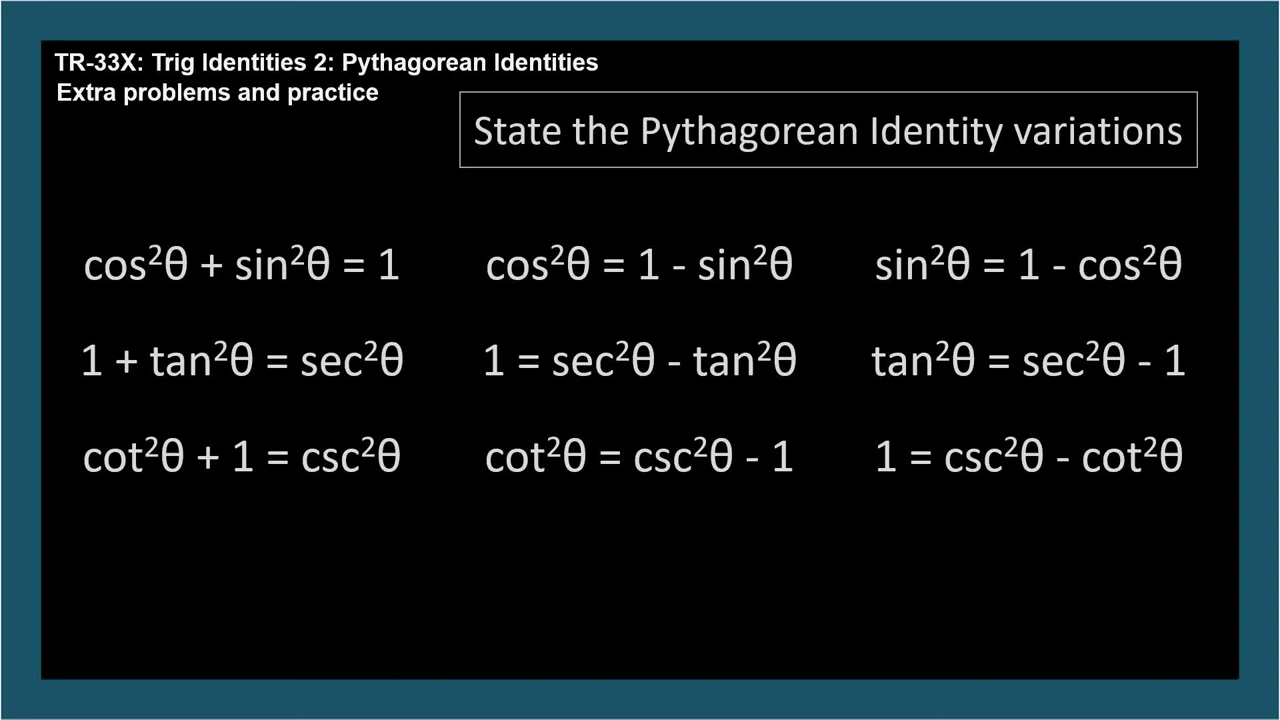 TR-33X: Trig Identities 2: Pythagorean Identities
Extra problems and practice
State the Pythagorean Identity variations
cos²θ + sin²θ = 1 cos²θ = 1 - sin²θ sin²θ = 1 - cos²θ
1 + tan²θ = sec²θ 1 = sec²θ - tan²θ tan²θ = sec²θ - 1
cot²θ + 1 = csc²θ cot²θ = csc²θ - 1 1 = csc²θ - cot²θ